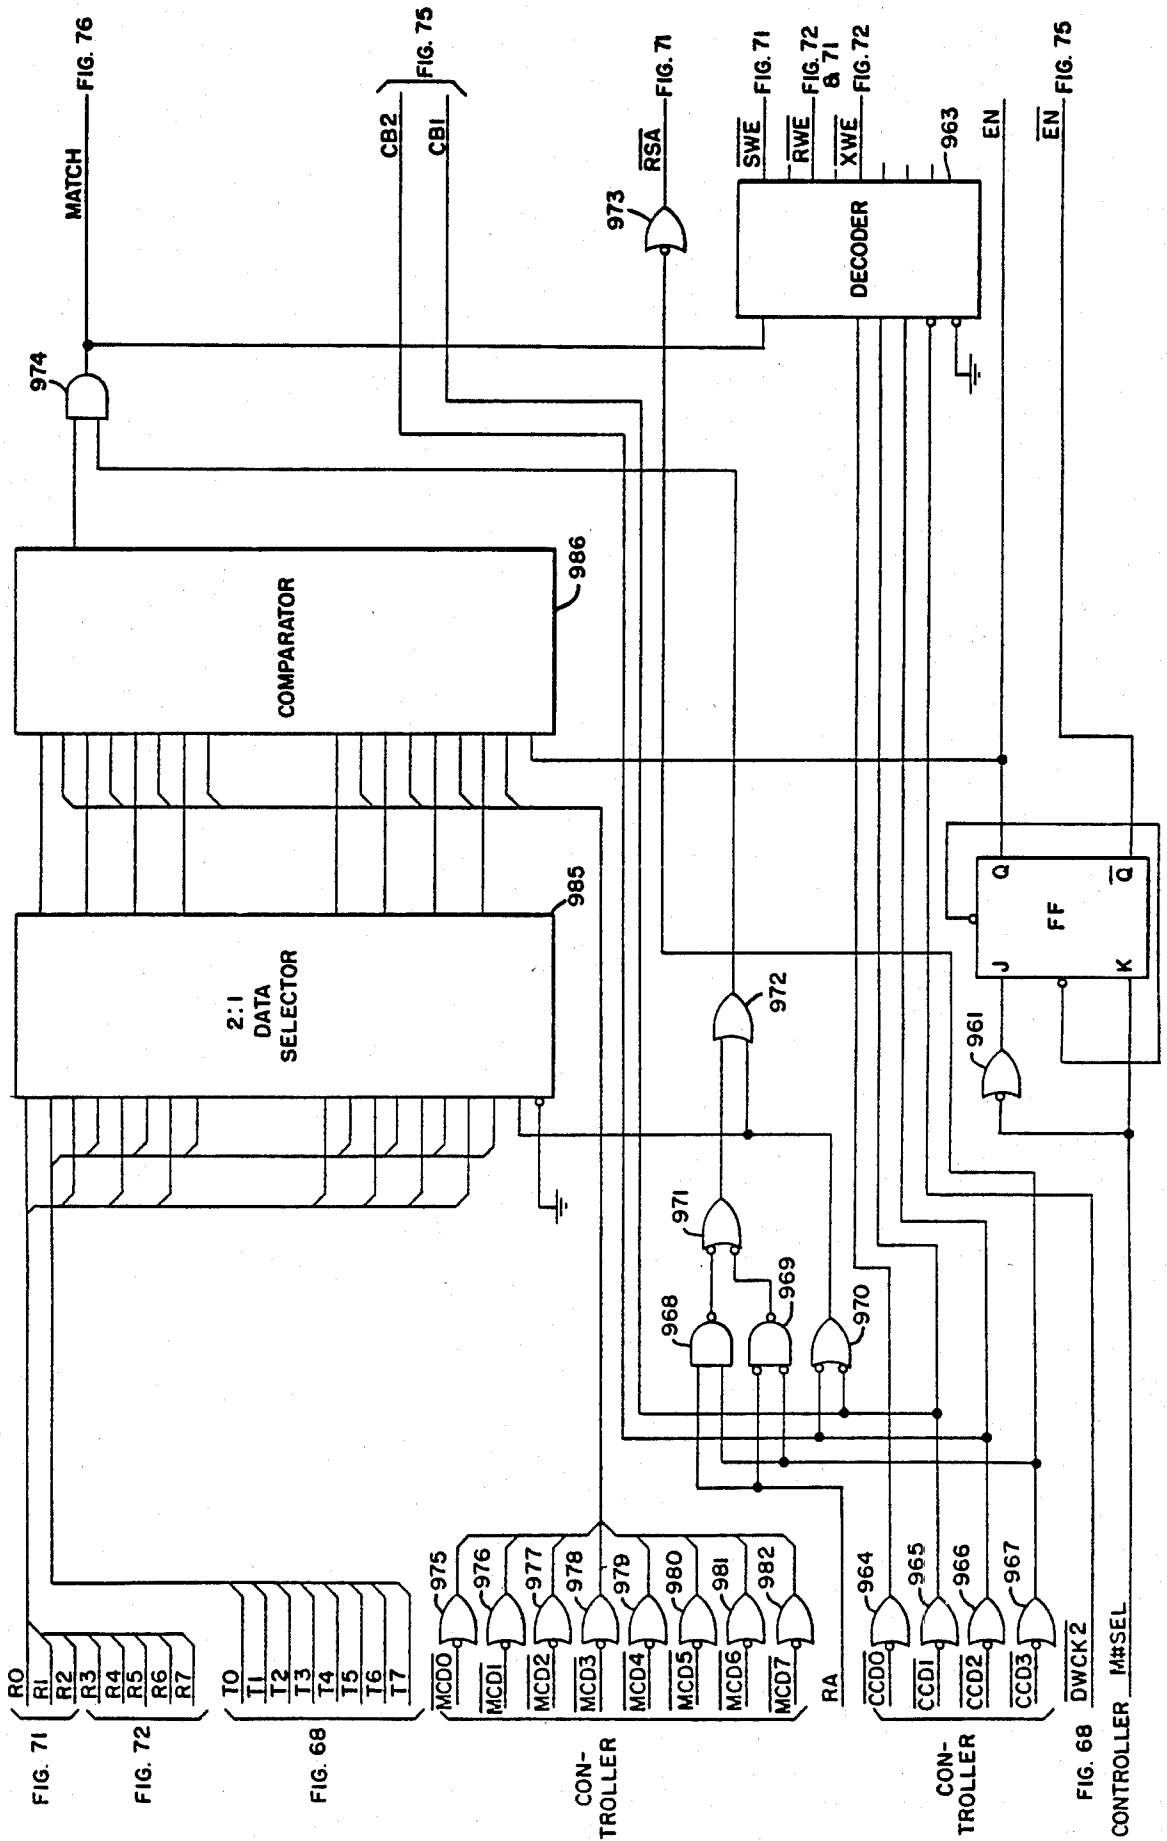 FIG. 71
R0
R1
R2
FIG. 72
R3
R4
R5
R6
R7
FIG. 68
T0
T1
T2
T3
T4
T5
T6
T7
CON-
TROLLER
MCD0
MCD1
MCD2
MCD3
MCD4
MCD5
MCD6
MCD7
975
976
977
978
979
980
981
982
RA
CON-
TROLLER
CCD0
CCD1
CCD2
CCD3
964
965
966
967
FIG. 68 DWCK2
CONTROLLER M#SEL
968
969
970
971
972
961
2:1
DATA
SELECTOR
985
J
K
FF
Q
Q
COMPARATOR
986
974
MATCH
FIG. 76
CB2
CB1
FIG. 75
973
RSA
FIG. 71
DECODER
963
SWE
FIG. 71
RWE
FIG. 72
& 71
XWE
FIG. 72
EN
EN
FIG. 75